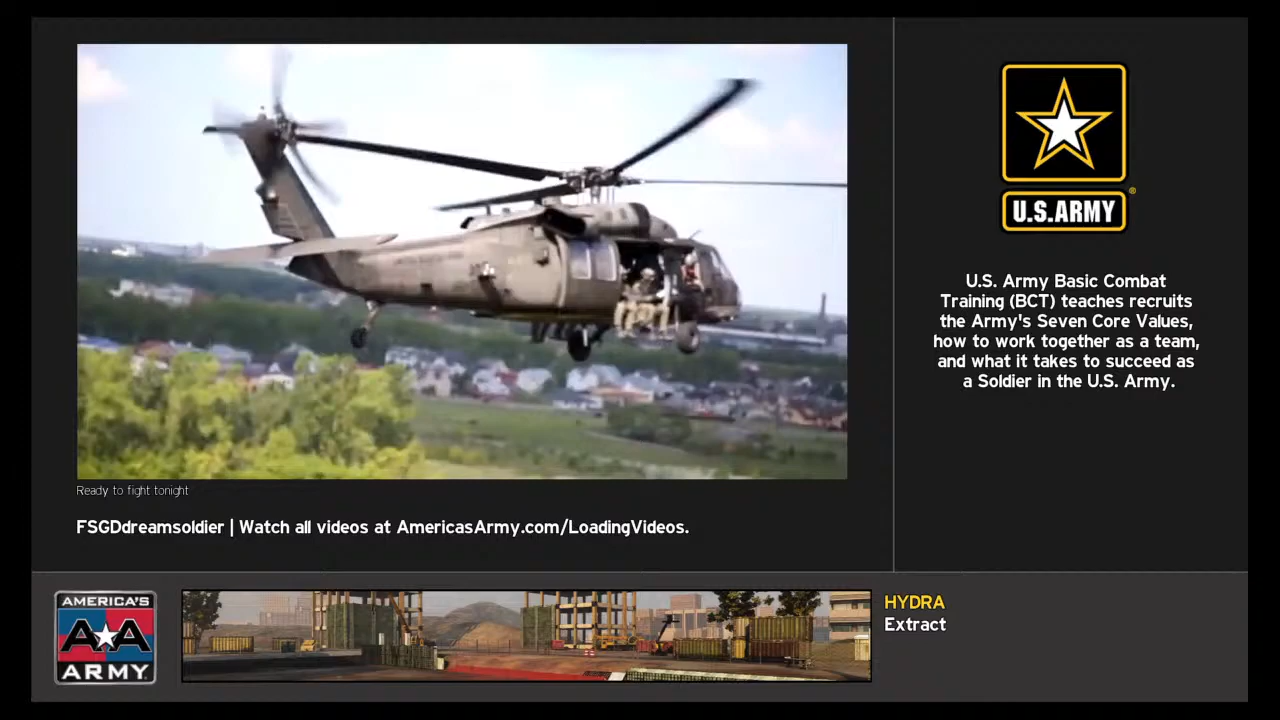 U.S.ARMY
U.S. Army Basic Combat
Training (BCT) teaches recruits
the Army's Seven Core Values,
how to work together as a team,
and what it takes to succeed as
a Soldier in the U.S. Army.
Ready to fight tonight
FSGDdreamsoldier | Watch all videos at AmericasArmy.com/LoadingVideos.
AMERICA'S
AA
ARMY
HYDRA
Extract